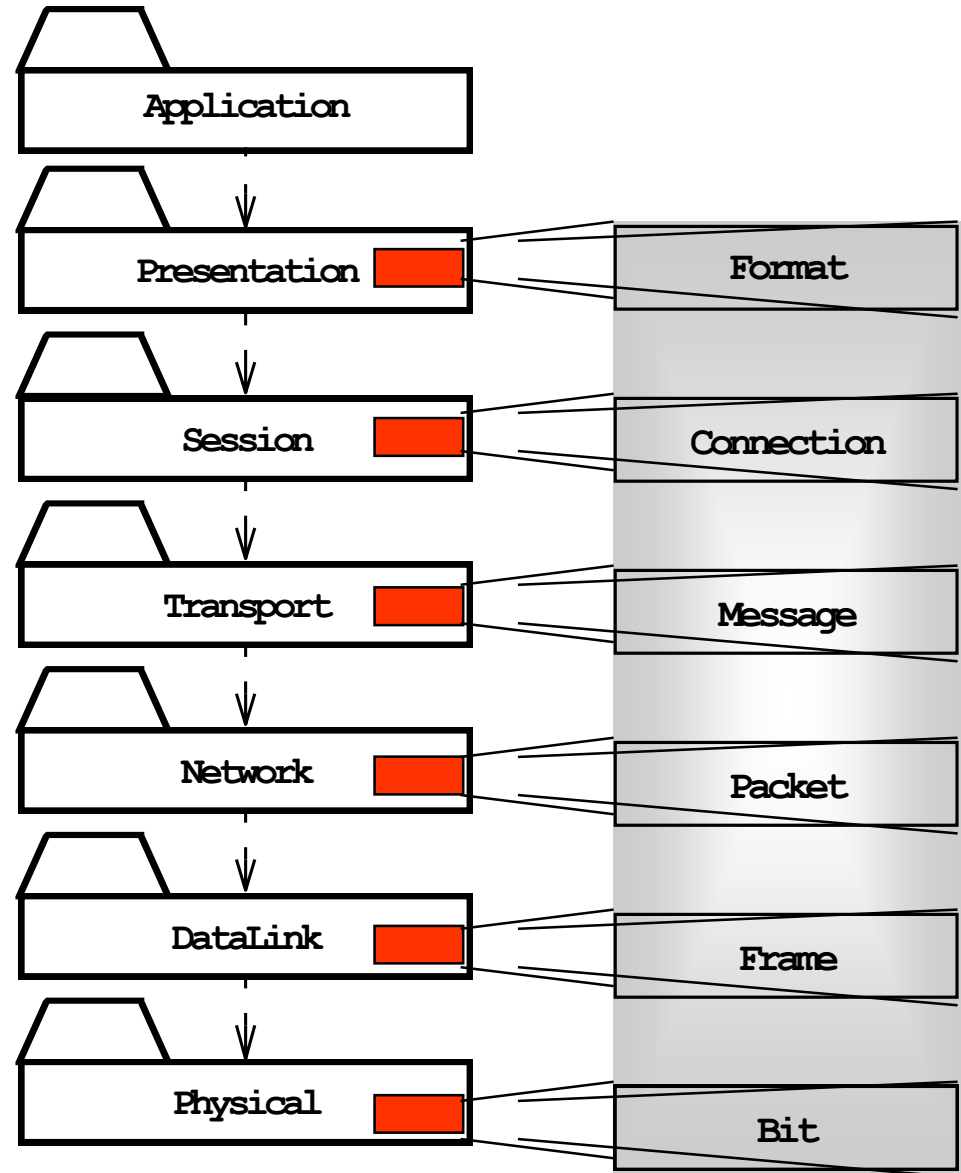 Application
Presentation
Format
Session
Connection
Transport
Message
Network
Packet
DataLink
Frame
Physical
Bit